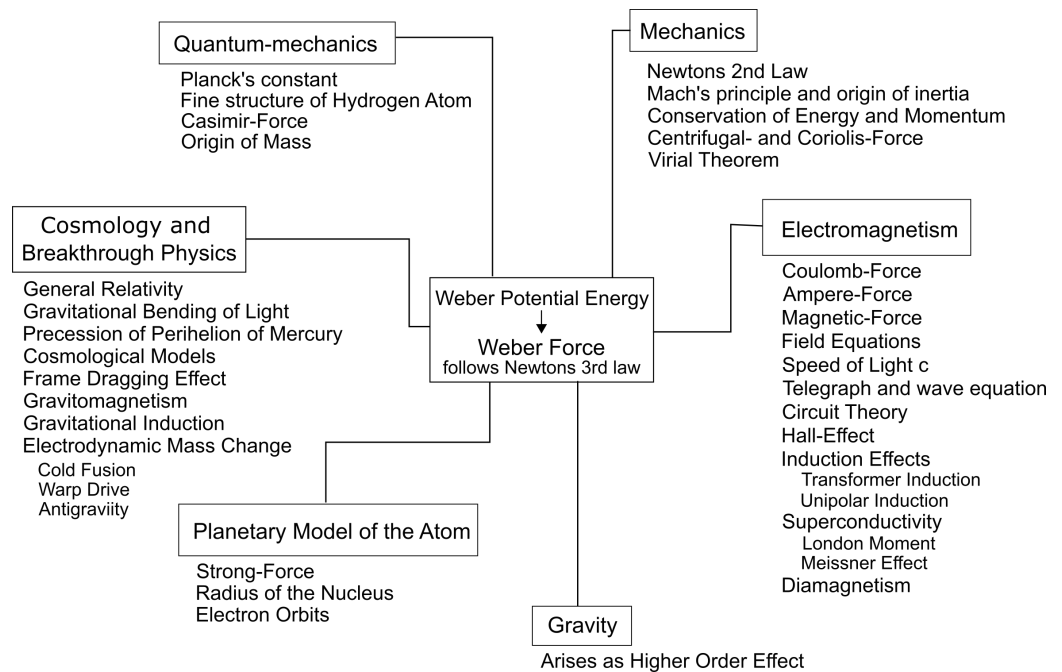 Quantum-mechanics
Planck's constant
Fine structure of Hydrogen Atom
Casimir-Force
Origin of Mass
Mechanics
Newtons 2nd Law
Mach's principle and origin of inertia
Conservation of Energy and Momentum
Centrifugal- and Coriolis-Force
Virial Theorem
Cosmology and
Breakthrough Physics
General Relativity
Gravitational Bending of Light
Precession of Perihelion of Mercury
Cosmological Models
Frame Dragging Effect
Gravitomagnetism
Gravitational Induction
Electrodynamic Mass Change
Cold Fusion
Warp Drive
Antigraviity
Weber Potential Energy
Weber Force
follows Newtons 3rd law
Electromagnetism
Coulomb-Force
Ampere-Force
Magnetic-Force
Field Equations
Speed of Light c
Telegraph and wave equation
Circuit Theory
Hall-Effect
Induction Effects
Transformer Induction
Unipolar Induction
Superconductivity
London Moment
Meissner Effect
Diamagnetism
Planetary Model of the Atom
Strong-Force
Radius of the Nucleus
Electron Orbits
Gravity
Arises as Higher Order Effect